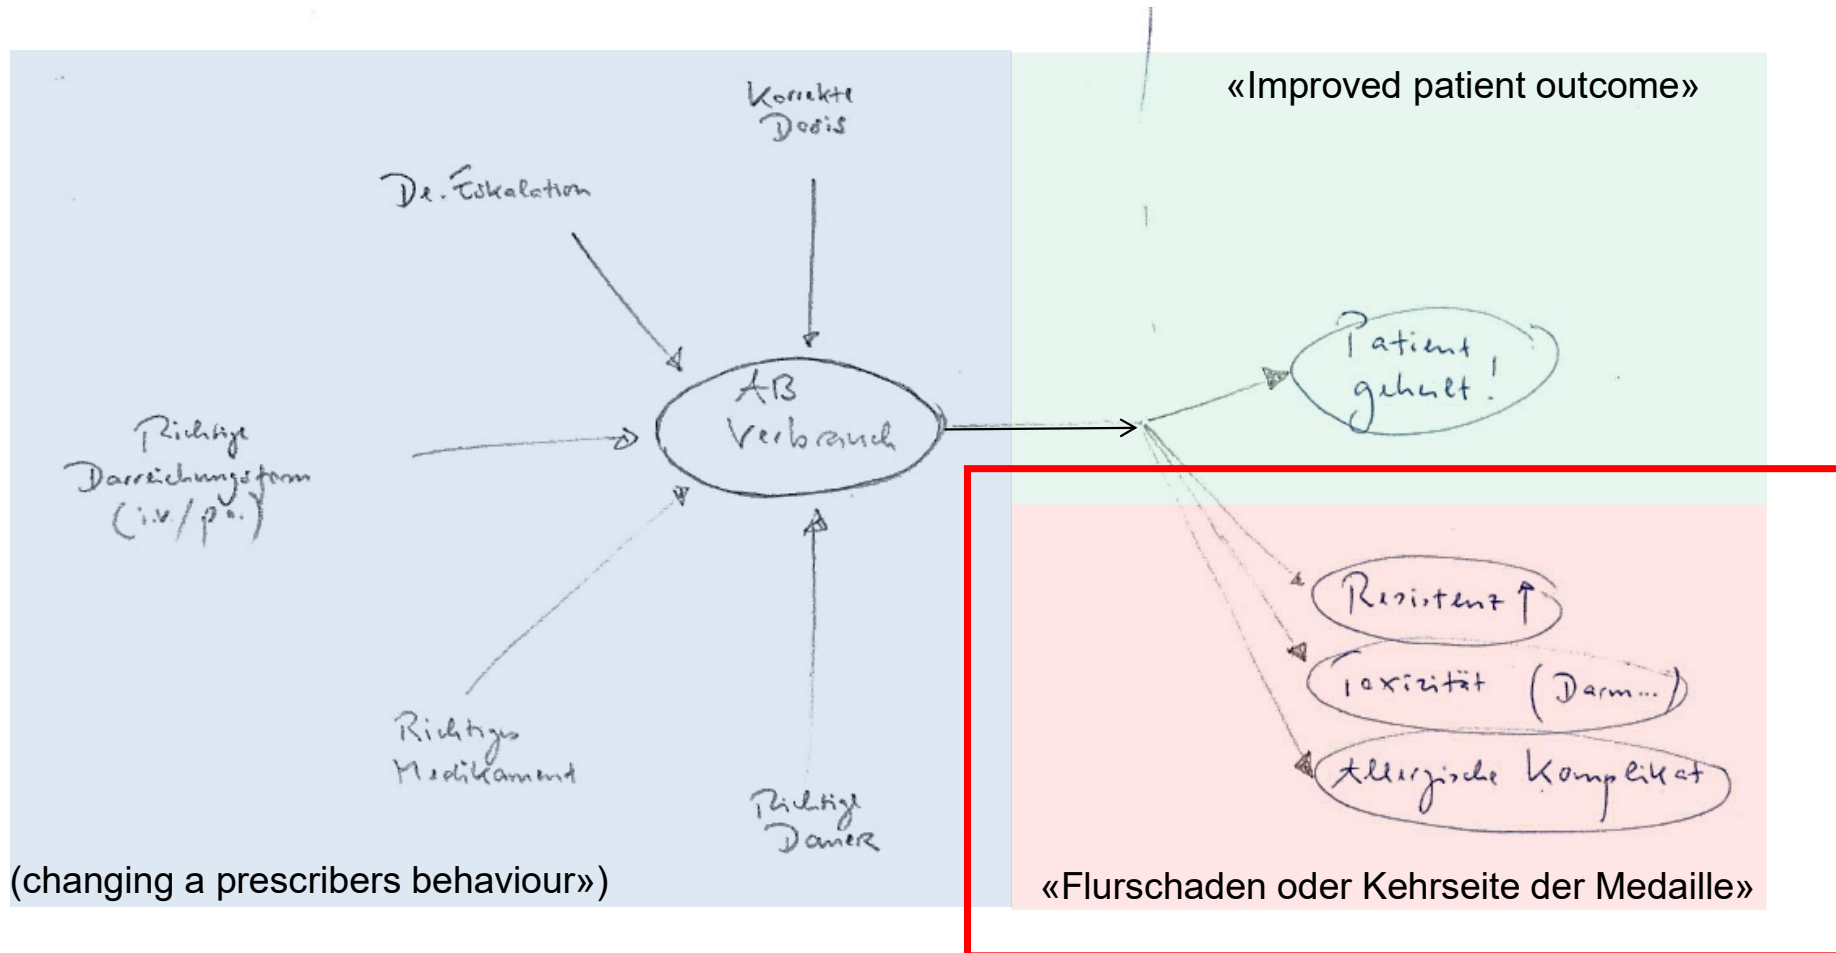 «Improved patient outcome»
Korrekte
Dosis
De-Eskalation
Patient
geheilt!
AB
Verbrauch
Richtige
Darreichungsform
(i.v./p.o.)
Resistenz ↑
Toxizität (Darm...)
Richtiges
Medikament
Allergische Komplikat
Richtige
Dauer
(changing a prescribers behaviour»)
«Flurschaden oder Kehrseite der Medaille»